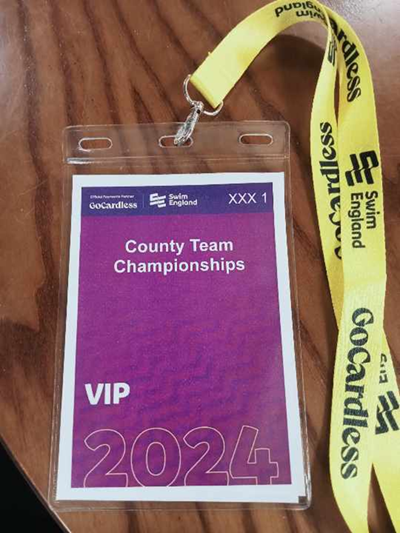 Official Payments Partner
GoCardless
Swim
England
XXX 1
County Team
Championships
VIP
2024
Swim
England
GoCardless
GoCardless
Swim
England
GoCardless